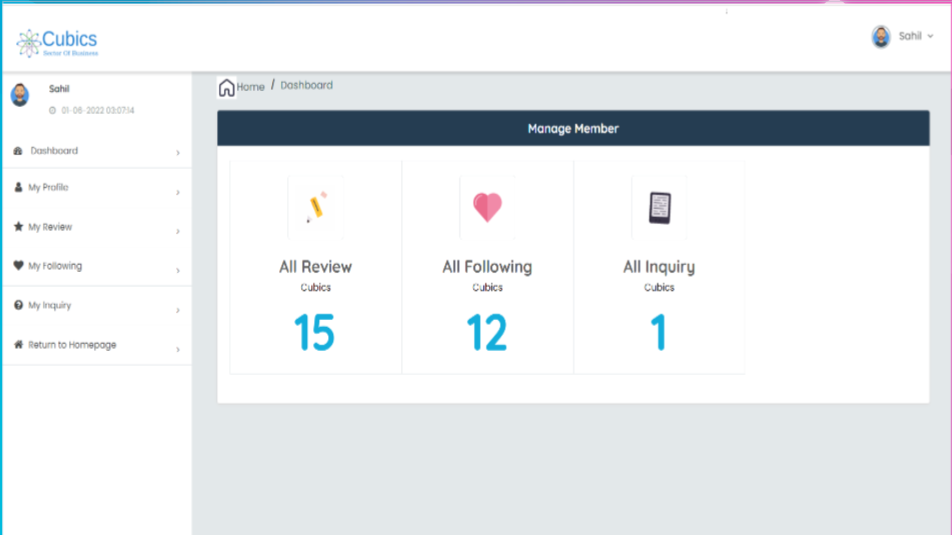 Cubics
Sector Of Business
Sahil
Sahil
01-08-2022 03:07:14
Dashboard
My Profile
My Review
My Following
My Inquiry
Return to Homepage
Home / Dashboard
Manage Member
All Review
Cubics
15
All Following
Cubics
12
All Inquiry
Cubics
1